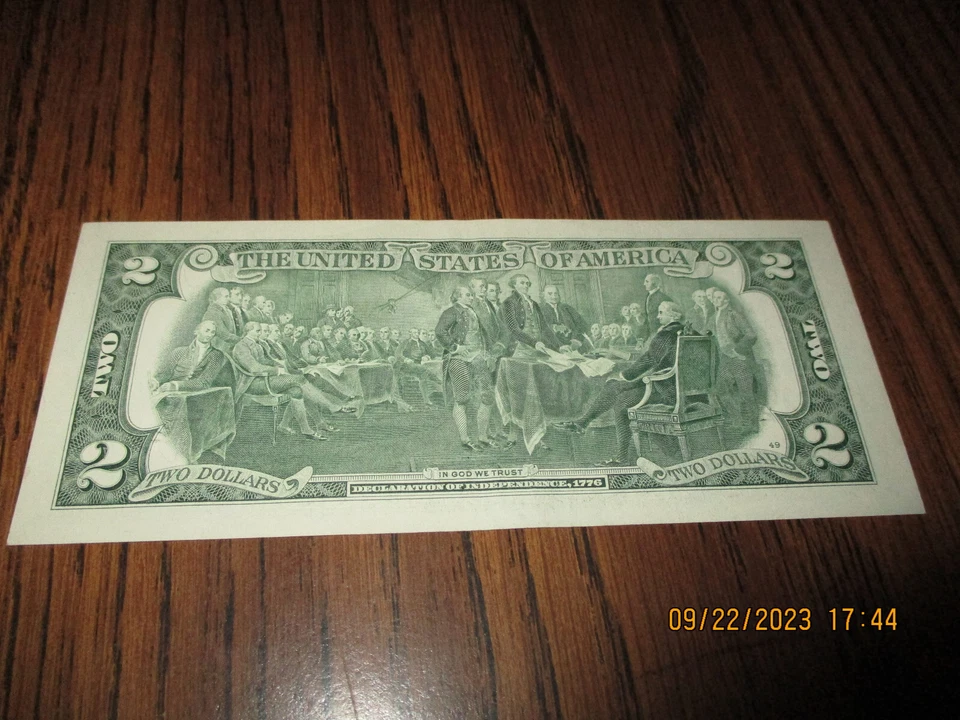 2 THE UNITED STATES OF AMERICA 2
TWO TWO
49
2 TWO DOLLARS IN GOD WE TRUST TWO DOLLARS 2
DECLARATION OF INDEPENDENCE, 1776
09/22/2023 17:44